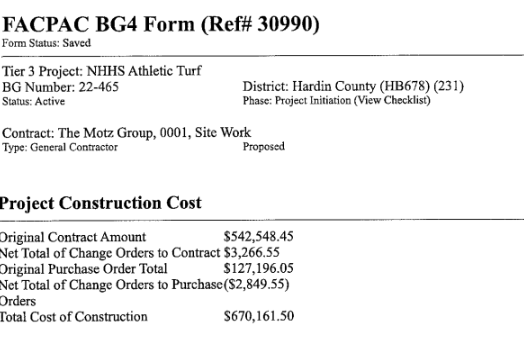 FACPAC BG4 Form (Ref# 30990)
Form Status: Saved
Tier 3 Project: NHHS Athletic Turf
BG Number: 22-465 District: Hardin County (HB678) (231)
Status: Active Phase: Project Initiation (View Checklist)
Contract: The Motz Group, 0001, Site Work
Type: General Contractor Proposed
Project Construction Cost
Original Contract Amount $542,548.45
Net Total of Change Orders to Contract $3,266.55
Original Purchase Order Total $127,196.05
Net Total of Change Orders to Purchase ($2,849.55)
Orders
Total Cost of Construction $670,161.50